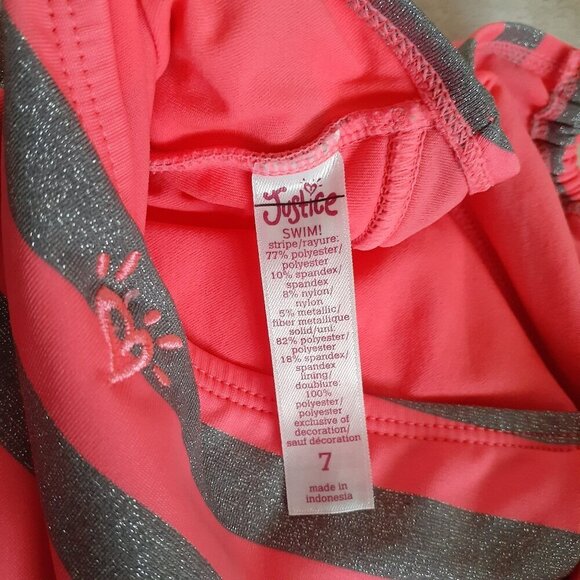 Justice
SWIM!
stripe/rayure:
77% polyester/
polyester
10% spandex/
spandex
8% nylon/
nylon
5% metallic/
fiber metallique
solid/uni:
82% polyester/
polyester
18% spandex/
spandex
lining/
doublure:
100%
polyester/
polyester
exclusive of
decoration/
sauf décoration
7
made in
indonesia